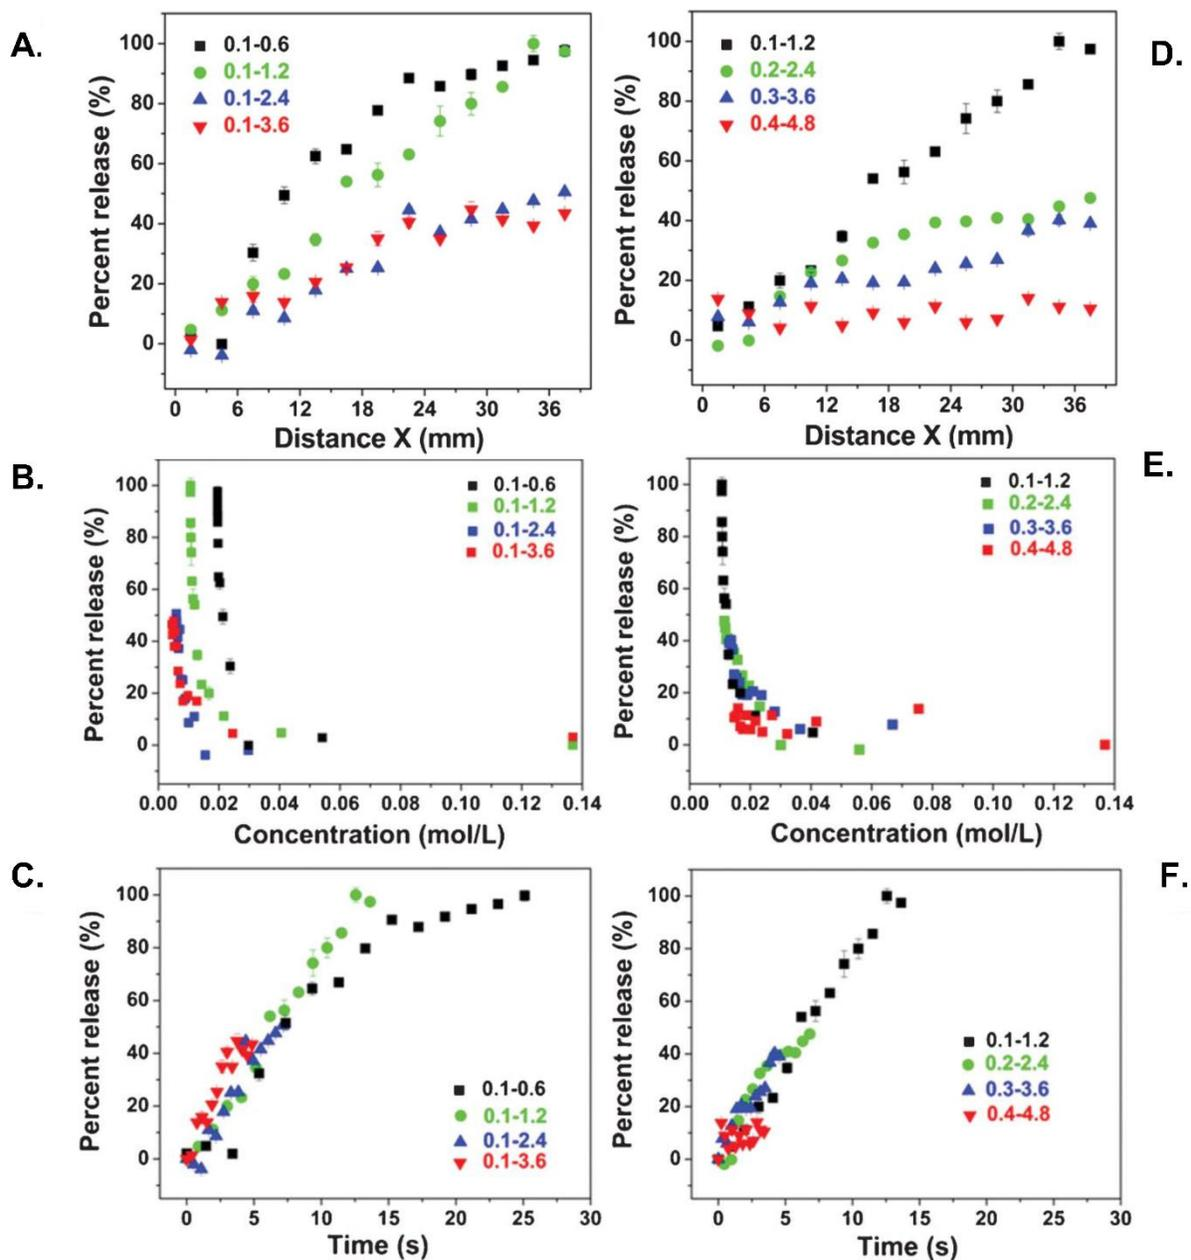 A.
Percent release (%)
100
80
60
40
20
0
0.1-0.6
0.1-1.2
0.1-2.4
0.1-3.6
0 6 12 18 24 30 36
Distance X (mm)
D.
Percent release (%)
100
80
60
40
20
0
0.1-1.2
0.2-2.4
0.3-3.6
0.4-4.8
0 6 12 18 24 30 36
Distance X (mm)
B.
Percent release (%)
100
80
60
40
20
0
0.1-0.6
0.1-1.2
0.1-2.4
0.1-3.6
0.00 0.02 0.04 0.06 0.08 0.10 0.12 0.14
Concentration (mol/L)
E.
Percent release (%)
100
80
60
40
20
0
0.1-1.2
0.2-2.4
0.3-3.6
0.4-4.8
0.00 0.02 0.04 0.06 0.08 0.10 0.12 0.14
Concentration (mol/L)
C.
Percent release (%)
100
80
60
40
20
0
0.1-0.6
0.1-1.2
0.1-2.4
0.1-3.6
0 5 10 15 20 25 30
Time (s)
F.
Percent release (%)
100
80
60
40
20
0
0.1-1.2
0.2-2.4
0.3-3.6
0.4-4.8
0 5 10 15 20 25 30
Time (s)